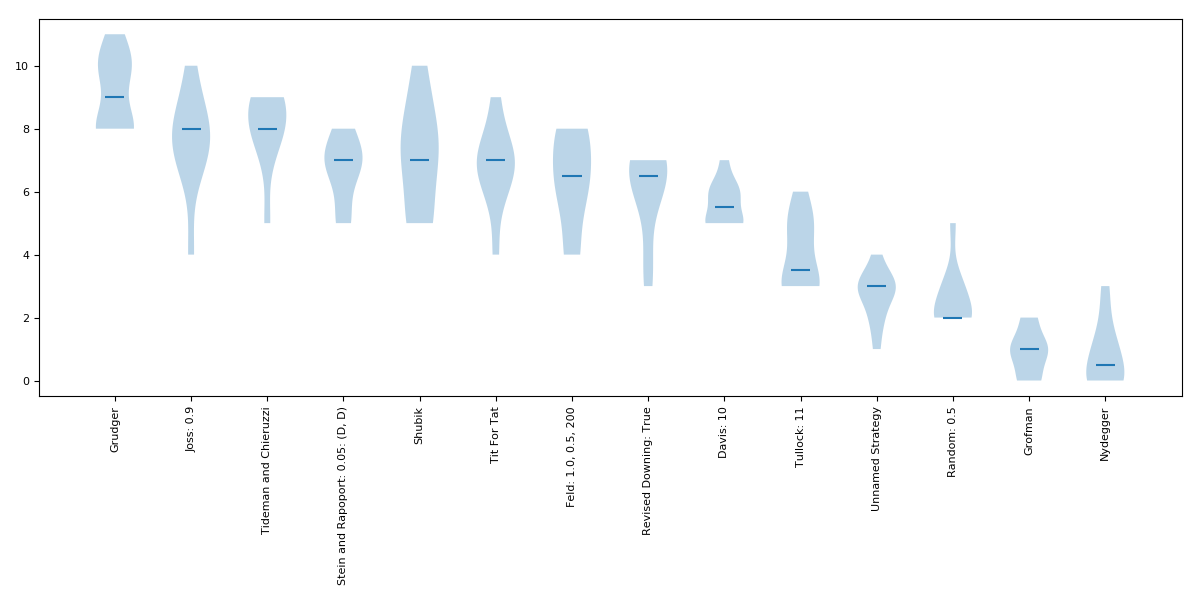 10
8
6
4
2
0
Grudger
Joss: 0.9
Tideman and Chieruzzi
Stein and Rapoport: 0.05: (D, D)
Shubik
Tit For Tat
Feld: 1.0, 0.5, 200
Revised Downing: True
Davis: 10
Tullock: 11
Unnamed Strategy
Random: 0.5
Grofman
Nydegger